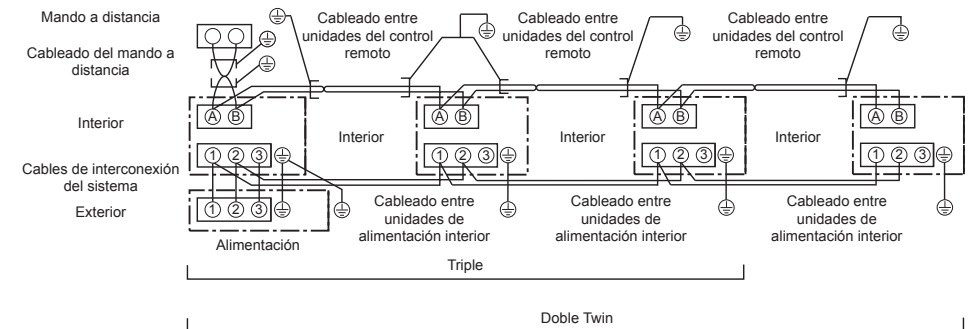 Mando a distancia
Cableado del mando a
distancia
Cableado entre
unidades del control
remoto
Cableado entre
unidades del control
remoto
Cableado entre
unidades del control
remoto
A B
A B
A B
A B
Interior
Interior
Interior
Interior
1 2 3
1 2 3
1 2 3
1 2 3
Cables de interconexión
del sistema
Exterior
1 2 3
Alimentación
Cableado entre
unidades de
alimentación interior
Cableado entre
unidades de
alimentación interior
Cableado entre
unidades de
alimentación interior
Triple
Doble Twin